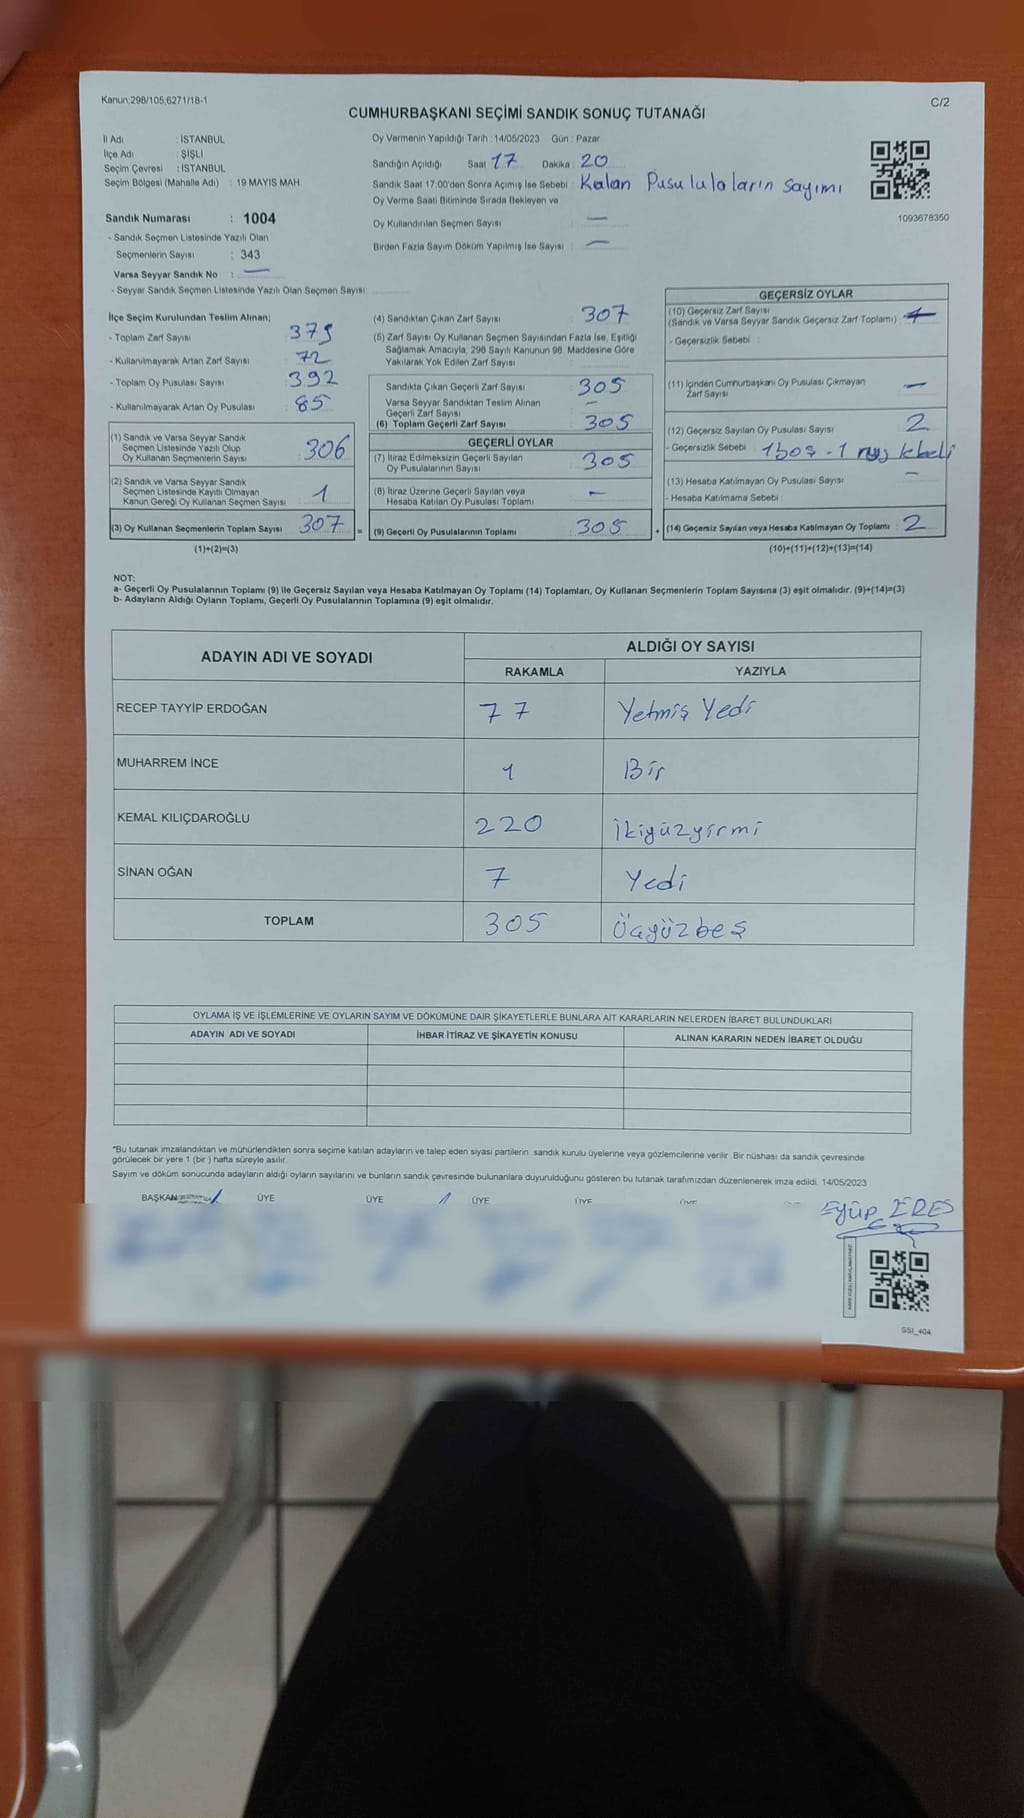 Kanun:298/105,6271/18-1
C/2
CUMHURBAŞKANI SEÇİMİ SANDIK SONUÇ TUTANAĞI
İl Adı : İSTANBUL
İlçe Adı : ŞİŞLİ
Seçim Çevresi : İSTANBUL
Seçim Bölgesi (Mahalle Adı) : 19 MAYIS MAH.
Sandık Numarası : 1004
- Sandık Seçmen Listesinde Yazılı Olan
Seçmenlerin Sayısı : 343
Varsa Seyyar Sandık No : —
- Seyyar Sandık Seçmen Listesinde Yazılı Olan Seçmen Sayısı
Oy Vermenin Yapıldığı Tarih : 14/05/2023 Gün : Pazar
Sandığın Açıldığı Saat 17 Dakika : 20
Sandık Saat 17.00'den Sonra Açımış İse Sebebi : Kalan Pusulaların sayımı
Oy Verme Saati Bitiminde Sırada Bekleyen ve
Oy Kullandırılan Seçmen Sayısı : —
Birden Fazla Sayım Döküm Yapılmış İse Sayısı : —
1093678350
İlçe Seçim Kurulundan Teslim Alınan;
- Toplam Zarf Sayısı : 379
- Kullanılmayarak Artan Zarf Sayısı : 72
- Toplam Oy Pusulası Sayısı : 392
- Kullanılmayarak Artan Oy Pusulası : 85
(1) Sandık ve Varsa Seyyar Sandık
Seçmen Listesinde Yazılı Olup
Oy Kullanan Seçmenlerin Sayısı 306
(2) Sandık ve Varsa Seyyar Sandık
Seçmen Listesinde Kayıtlı Olmayan
Kanun Gereği Oy Kullanan Seçmen Sayısı 1
(3) Oy Kullanan Seçmenlerin Toplam Sayısı 307 =
(1)+(2)=(3)
(4) Sandıktan Çıkan Zarf Sayısı : 307
(5) Zarf Sayısı Oy Kullanan Seçmen Sayısından Fazla İse, Eşitliği
Sağlamak Amacıyla, 298 Sayılı Kanunun 98. Maddesine Göre
Yakılarak Yok Edilen Zarf Sayısı
Sandıkta Çıkan Geçerli Zarf Sayısı : 305
Varsa Seyyar Sandıktan Teslim Alınan
Geçerli Zarf Sayısı : —
(6) Toplam Geçerli Zarf Sayısı : 305
GEÇERLİ OYLAR
(7) İtiraz Edilmeksizin Geçerli Sayılan
Oy Pusulalarının Sayısı : 305
(8) İtiraz Üzerine Geçerli Sayılan veya
Hesaba Katılan Oy Pusulası Toplamı : —
(9) Geçerli Oy Pusulalarının Toplamı : 305 +
GEÇERSİZ OYLAR
(10) Geçersiz Zarf Sayısı
(Sandık ve Varsa Seyyar Sandık Geçersiz Zarf Toplamı) :
- Geçersizlik Sebebi :
(11) İçinden Cumhurbaşkanı Oy Pusulası Çıkmayan
Zarf Sayısı : —
(12) Geçersiz Sayılan Oy Pusulası Sayısı : 2
- Geçersizlik Sebebi : 1 boş - 1
(13) Hesaba Katılmayan Oy Pusulası Sayısı : —
- Hesaba Katılmama Sebebi :
(14) Geçersiz Sayılan veya Hesaba Katılmayan Oy Toplamı : 2
(10)+(11)+(12)+(13)=(14)
NOT:
a- Geçerli Oy Pusulalarının Toplamı (9) ile Geçersiz Sayılan veya Hesaba Katılmayan Oy Toplamı (14) Toplamları, Oy Kullanan Seçmenlerin Toplam Sayısına (3) eşit olmalıdır. (9)+(14)=(3)
b- Adayların Aldığı Oyların Toplamı, Geçerli Oy Pusulalarının Toplamına (9) eşit olmalıdır.
ADAYIN ADI VE SOYADI ALDIĞI OY SAYISI
RAKAMLA YAZIYLA
RECEP TAYYİP ERDOĞAN 77 Yetmiş Yedi
MUHARREM İNCE 1 Bir
KEMAL KILIÇDAROĞLU 220 İkiyüzyirmi
SİNAN OĞAN 7 Yedi
TOPLAM 305 Üçyüzbeş
OYLAMA İŞ VE İŞLEMLERİNE VE OYLARIN SAYIM VE DÖKÜMÜNE DAİR ŞİKAYETLERLE BUNLARA AİT KARARLARIN NELERDEN İBARET BULUNDUKLARI
ADAYIN ADI VE SOYADI İHBAR İTİRAZ VE ŞİKAYETİN KONUSU ALINAN KARARIN NEDEN İBARET OLDUĞU
*Bu tutanak imzalandıktan ve mühürlendikten sonra seçime katılan adayların ve talep eden siyasi partilerin sandık kurulu üyelerine veya gözlemcilerine verilir. Bir nüshası da sandık çevresinde
görülecek bir yere 1 (bir ) hafta süreyle asılır.
Sayım ve döküm sonucunda adayların aldığı oyların sayılarını ve bunların sandık çevresinde bulunanlara duyurulduğunu gösteren bu tutanak tarafımızdan düzenlenerek imza edildi. 14/05/2023
BAŞKAN ÜYE ÜYE ÜYE ÜYE ÜYE
Eyüp ERES
SSI_404